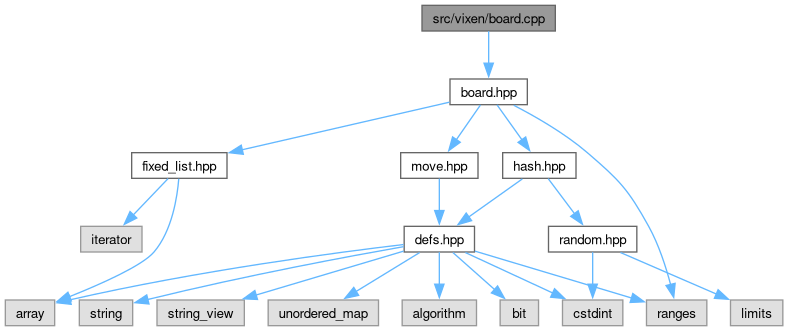 src/vixen/board.cpp
board.hpp
fixed_list.hpp
move.hpp
hash.hpp
iterator
defs.hpp
random.hpp
array
string
string_view
unordered_map
algorithm
bit
cstdint
ranges
limits